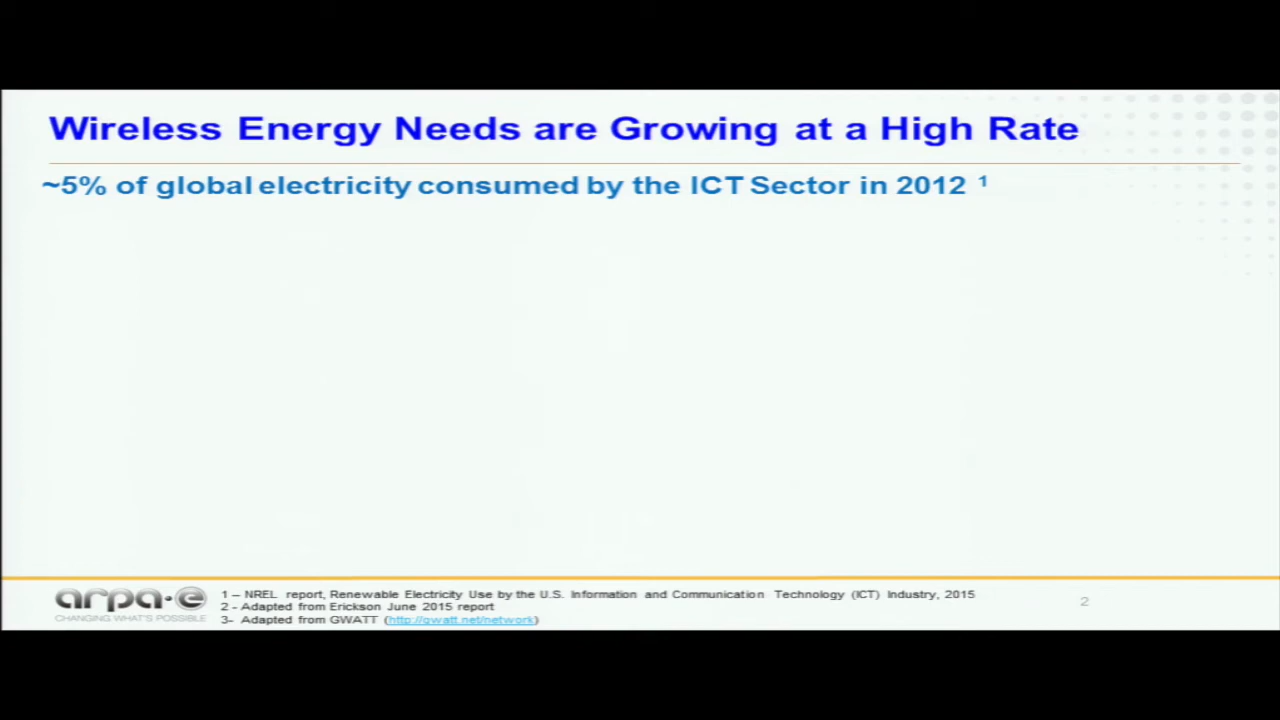 Wireless Energy Needs are Growing at a High Rate
~5% of global electricity consumed by the ICT Sector in 2012 ¹
arpa·e
CHANGING WHAT'S POSSIBLE
1 – NREL report, Renewable Electricity Use by the U.S. Information and Communication Technology (ICT) Industry, 2015
2 - Adapted from Erickson June 2015 report
3- Adapted from GWATT (http://gwatt.net/network)
2